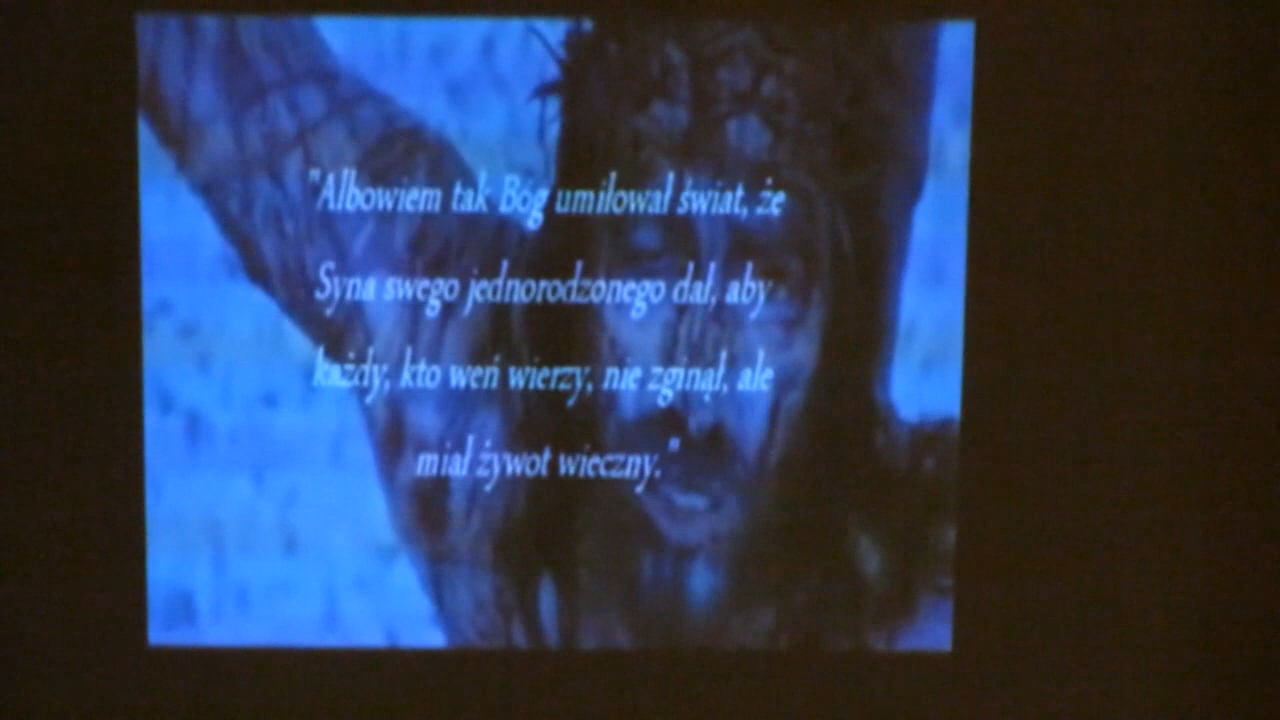 "Albowiem tak Bóg umiłował świat, że
Syna swego jednorodzonego dał, aby
każdy, kto weń wierzy, nie zginął, ale
miał żywot wieczny."